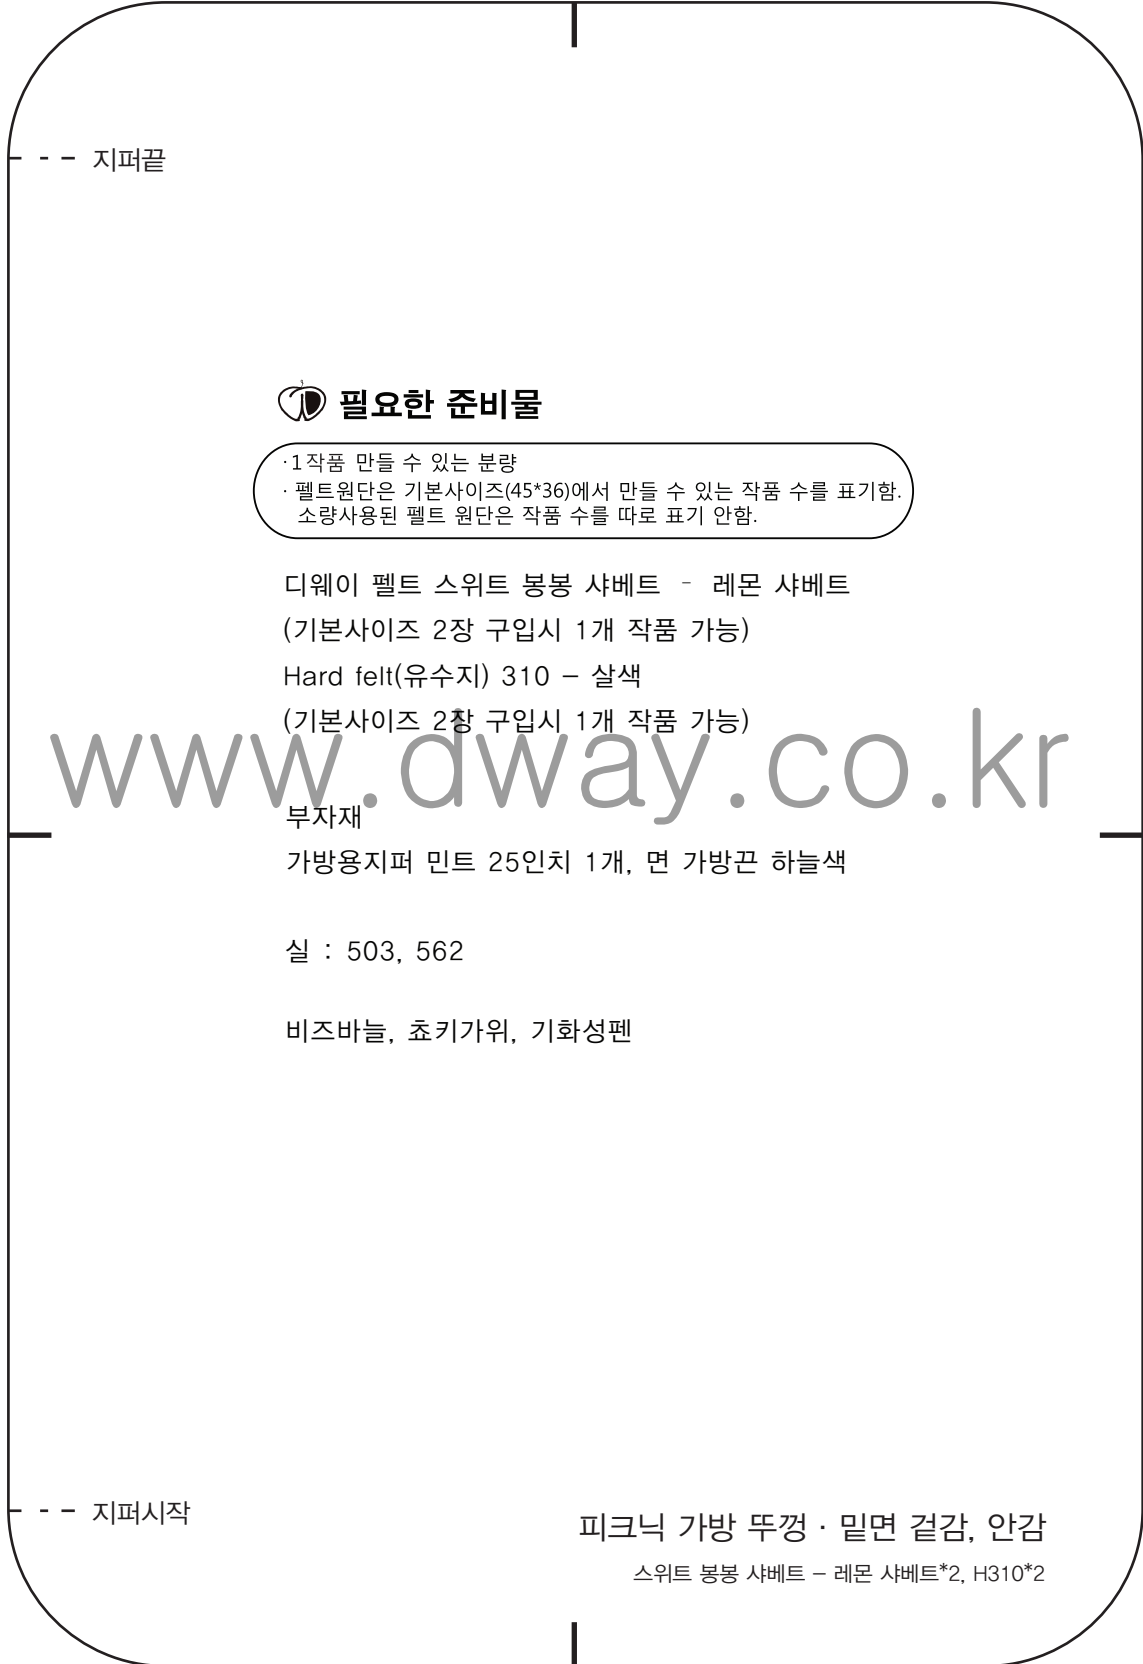 지퍼끝
필요한 준비물
·1작품 만들 수 있는 분량
· 펠트원단은 기본사이즈(45*36)에서 만들 수 있는 작품 수를 표기함.
소량사용된 펠트 원단은 작품 수를 따로 표기 안함.
디웨이 펠트 스위트 봉봉 샤베트 - 레몬 샤베트
(기본사이즈 2장 구입시 1개 작품 가능)
Hard felt(유수지) 310 – 살색
(기본사이즈 2장 구입시 1개 작품 가능)
www.dway.co.kr
부자재
가방용지퍼 민트 25인치 1개, 면 가방끈 하늘색
실 : 503, 562
비즈바늘, 쵸키가위, 기화성펜
지퍼시작
피크닉 가방 뚜껑 · 밑면 겉감, 안감
스위트 봉봉 샤베트 – 레몬 샤베트*2, H310*2